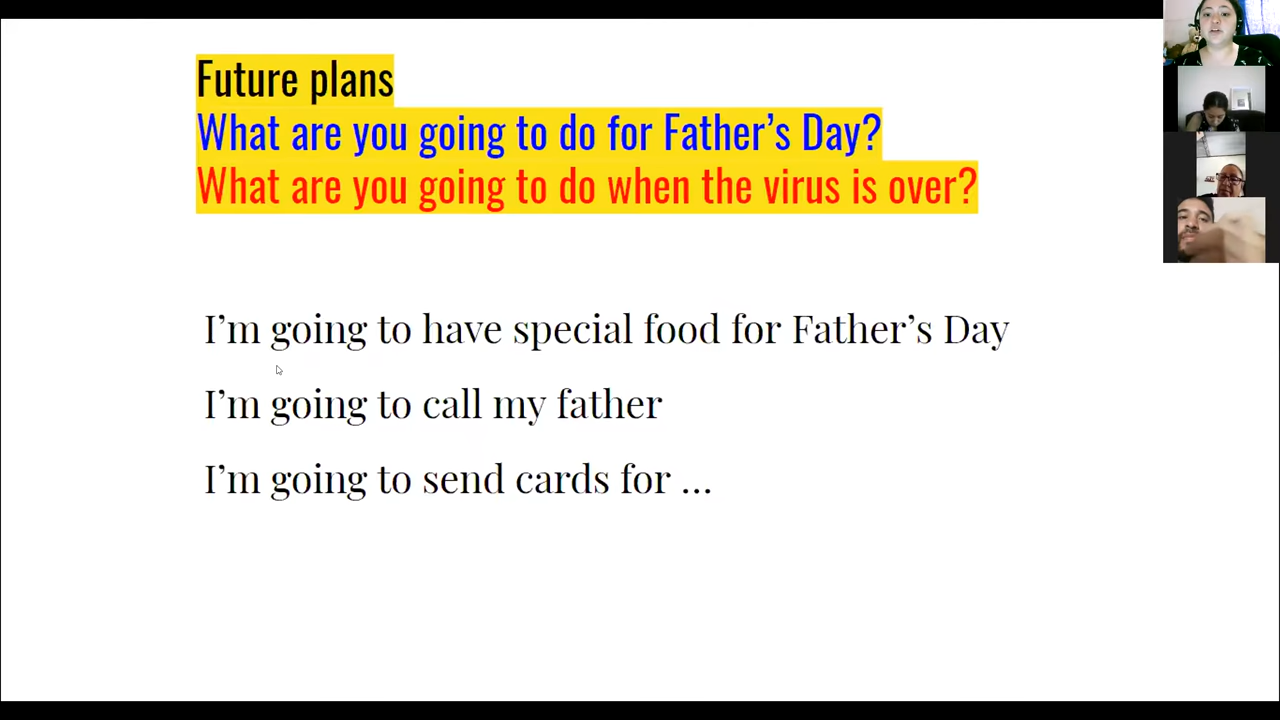 Future plans
What are you going to do for Father’s Day?
What are you going to do when the virus is over?
I’m going to have special food for Father’s Day
I’m going to call my father
I’m going to send cards for ...